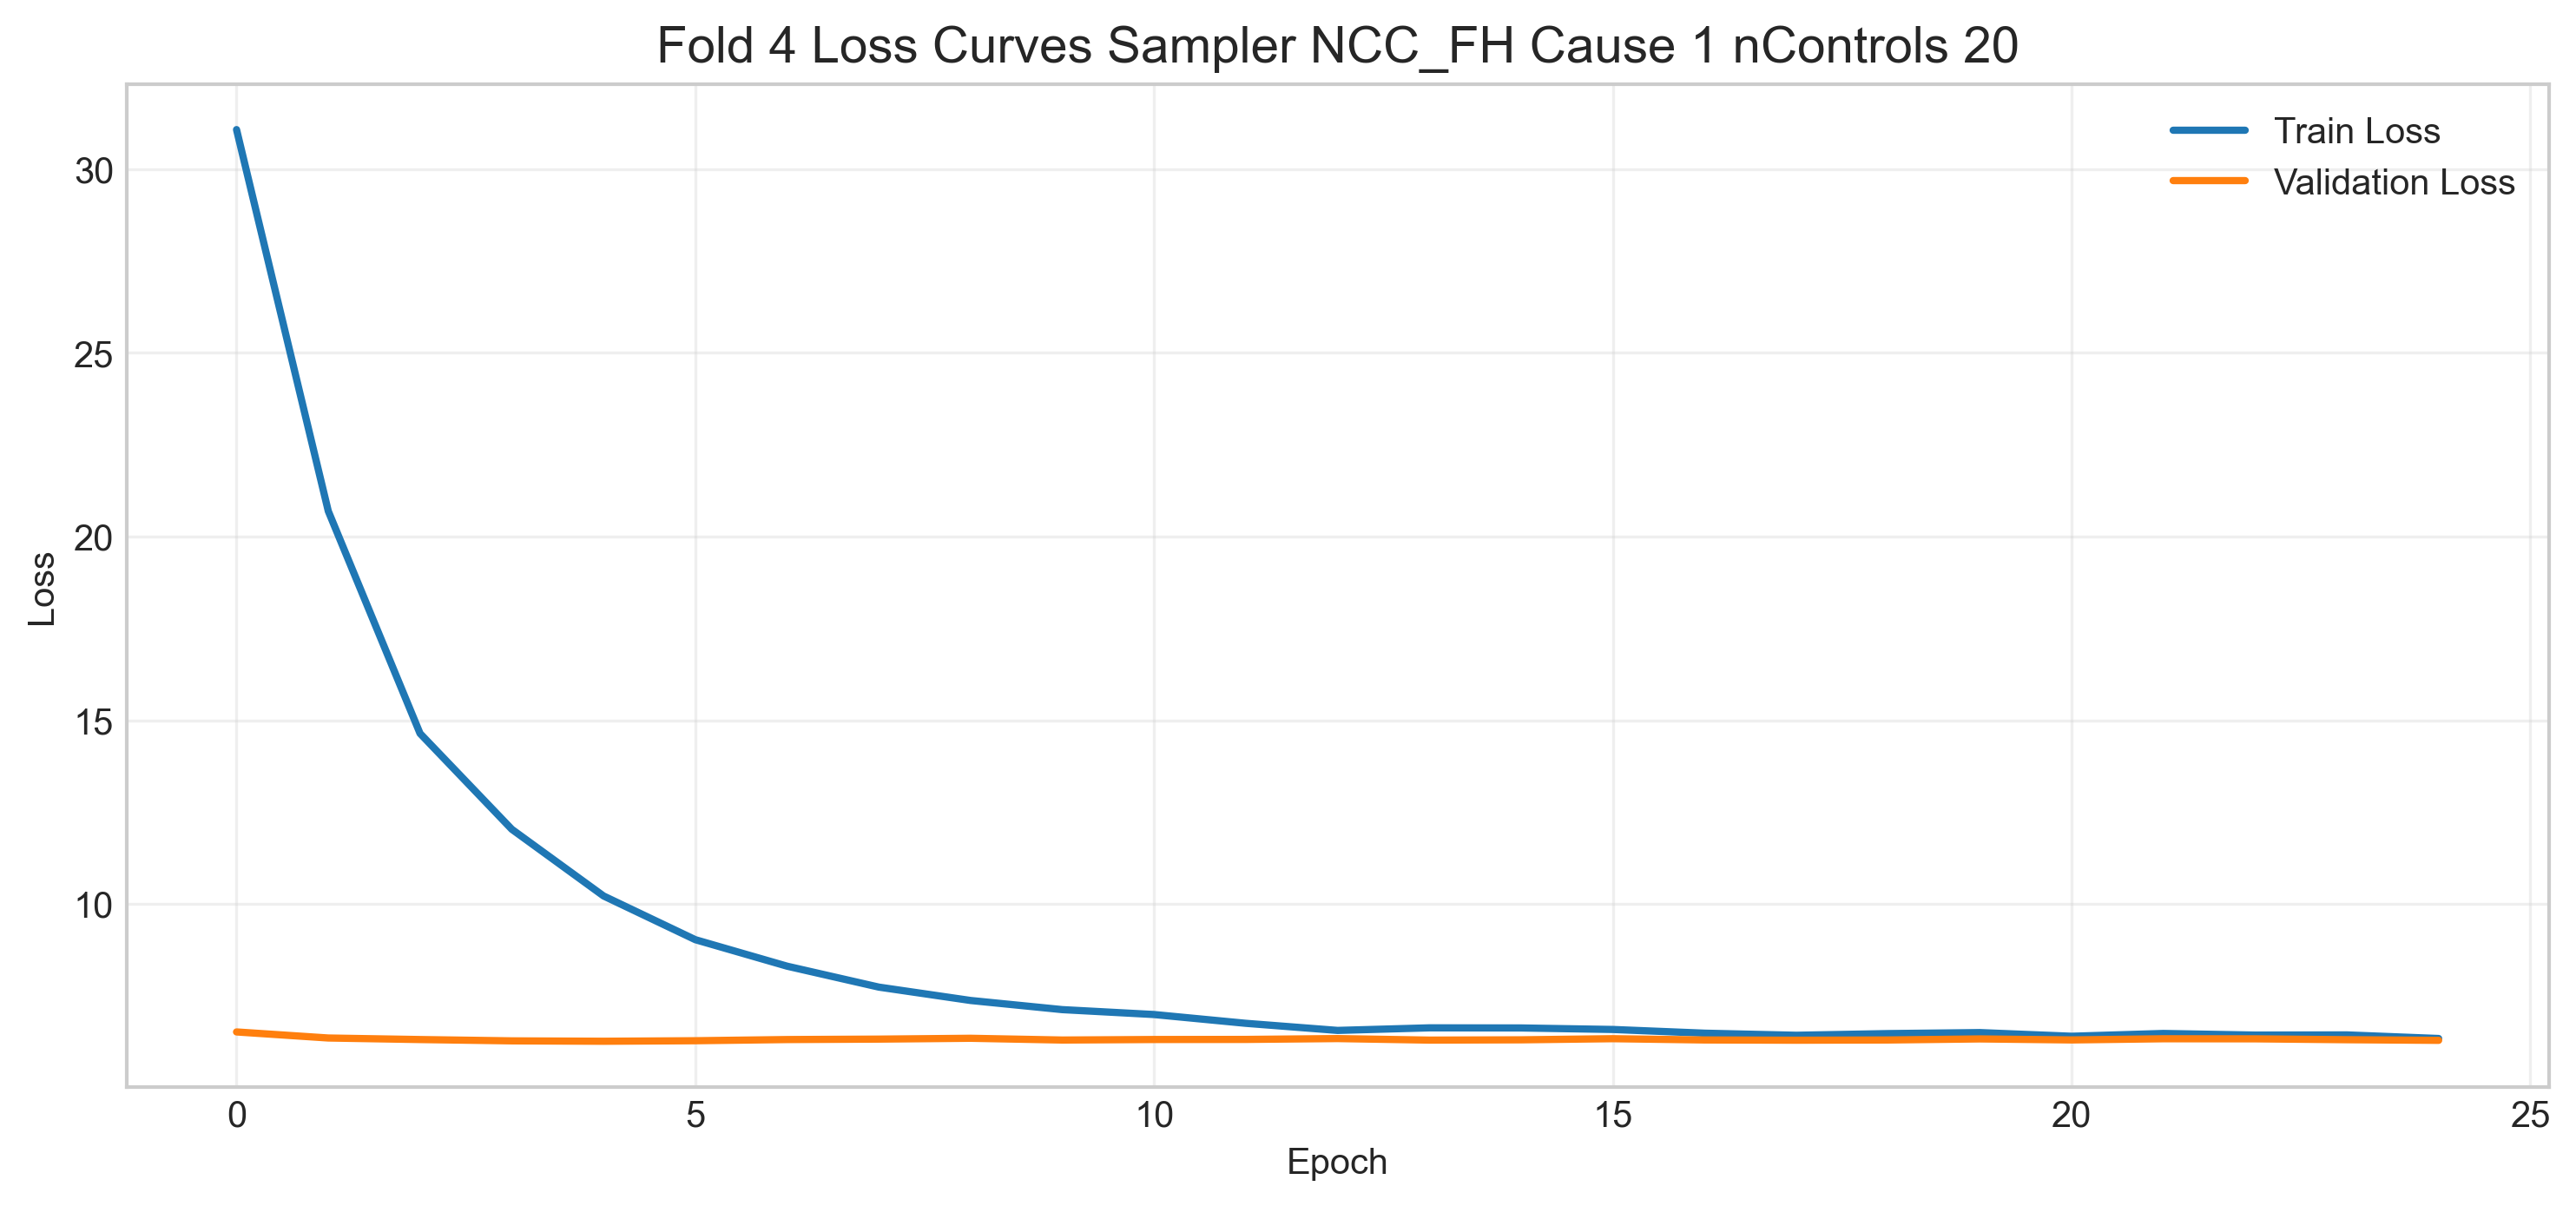 Fold 4 Loss Curves Sampler NCC_FH Cause 1 nControls 20
Train Loss
Validation Loss
30
25
20
15
10
Loss
0 5 10 15 20 25
Epoch